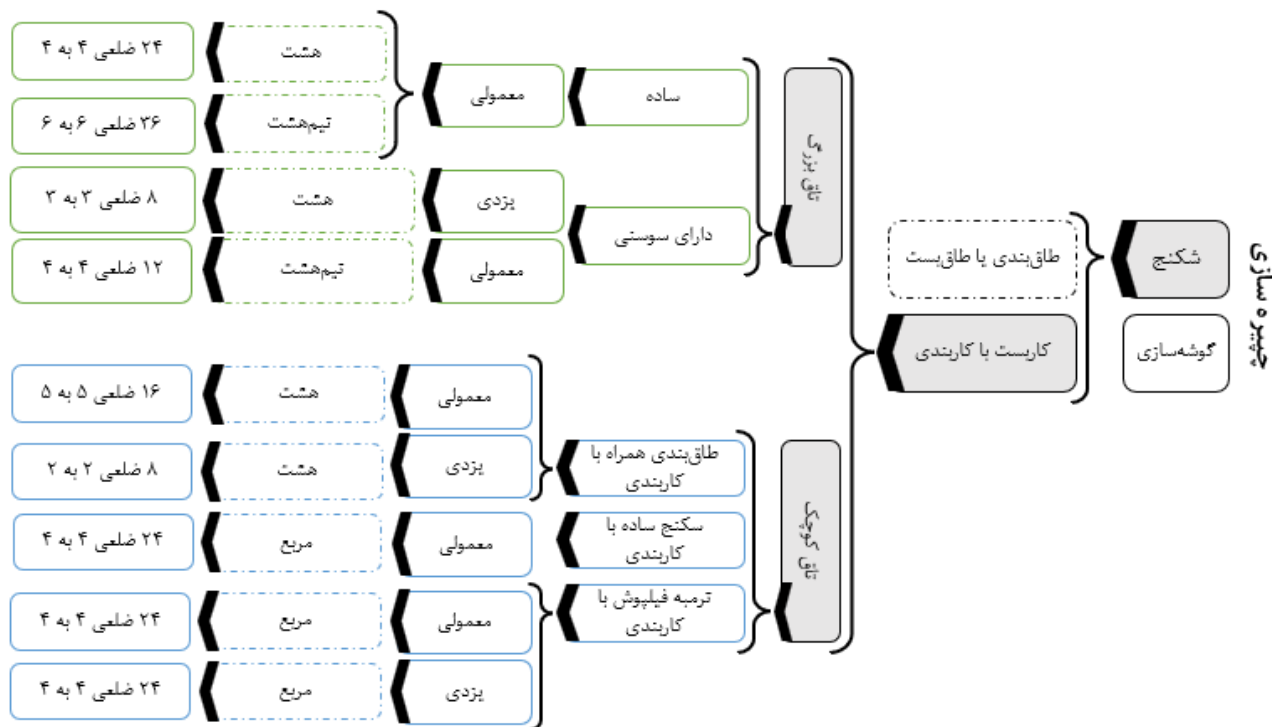 چپیره سازی
شکنج
گوشه‌سازی
طاق‌بندی یا طاق‌بست
کاربست با کاربندی
تاق بزرگ
ساده
معمولی
هشت
۲۴ ضلعی ۴ به ۴
تیم‌هشت
۳۶ ضلعی ۶ به ۶
دارای سوسنی
یزدی
هشت
۸ ضلعی ۳ به ۳
معمولی
تیم‌هشت
۱۲ ضلعی ۴ به ۴
تاق کوچک
طاق‌بندی همراه با
کاربندی
معمولی
هشت
۱۶ ضلعی ۵ به ۵
یزدی
هشت
۸ ضلعی ۲ به ۲
سکنج ساده با
کاربندی
معمولی
مربع
۲۴ ضلعی ۴ به ۴
ترمبه فیلپوش با
کاربندی
معمولی
مربع
۲۴ ضلعی ۴ به ۴
یزدی
مربع
۲۴ ضلعی ۴ به ۴